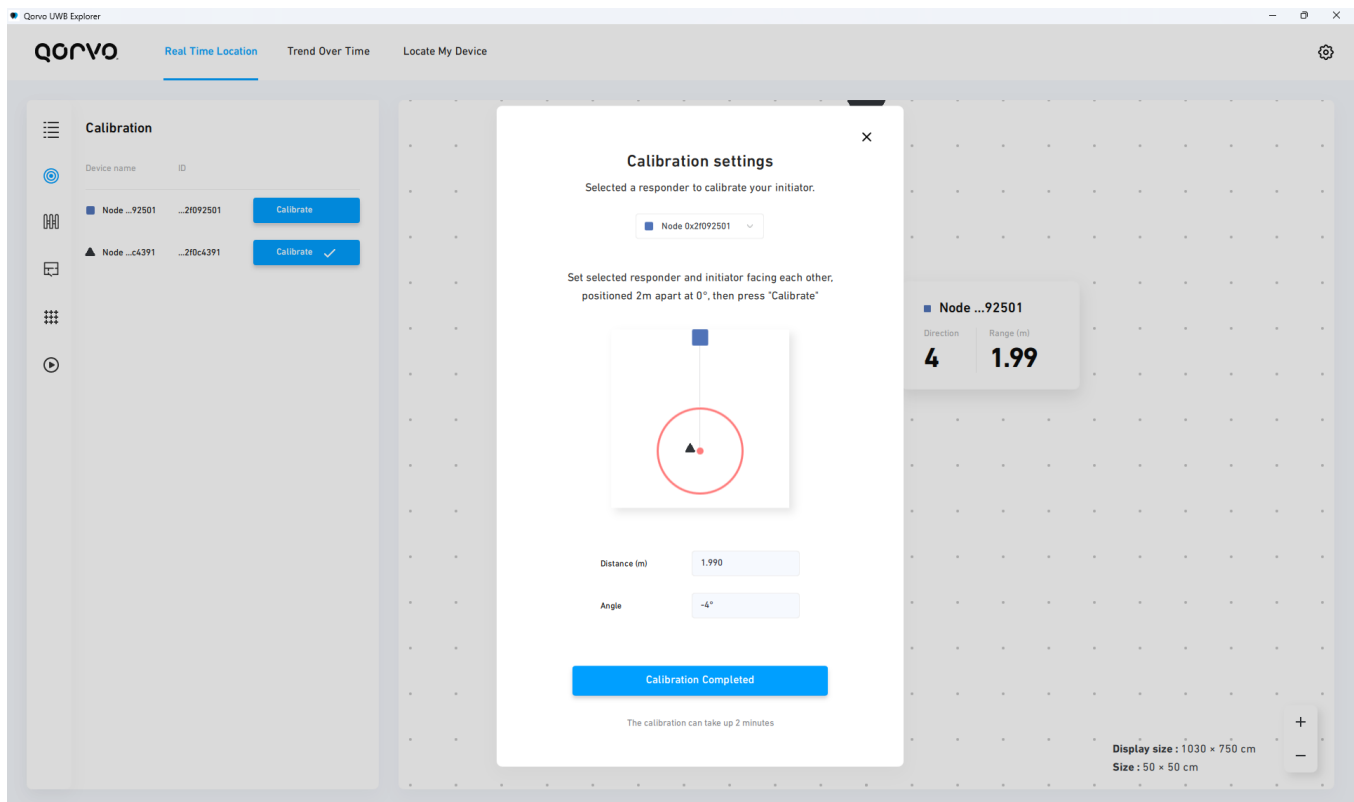 Qorvo UWB Explorer
QORVO
Real Time Location
Trend Over Time
Locate My Device
Calibration
Device name ID
Node ...92501 ...2f092501 Calibrate
Node ...c4391 ...2f0c4391 Calibrate
Calibration settings
Selected a responder to calibrate your initiator.
Node 0x2f092501
Set selected responder and initiator facing each other,
positioned 2m apart at 0°, then press "Calibrate"
Distance (m) 1.990
Angle -4°
Calibration Completed
The calibration can take up 2 minutes
Node ...92501
Direction Range (m)
4 1.99
Display size : 1030 × 750 cm
Size : 50 × 50 cm